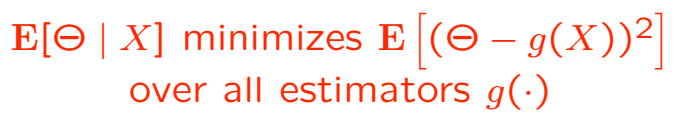 E[Θ | X] minimizes E[(Θ − g(X))²]
over all estimators g(·)